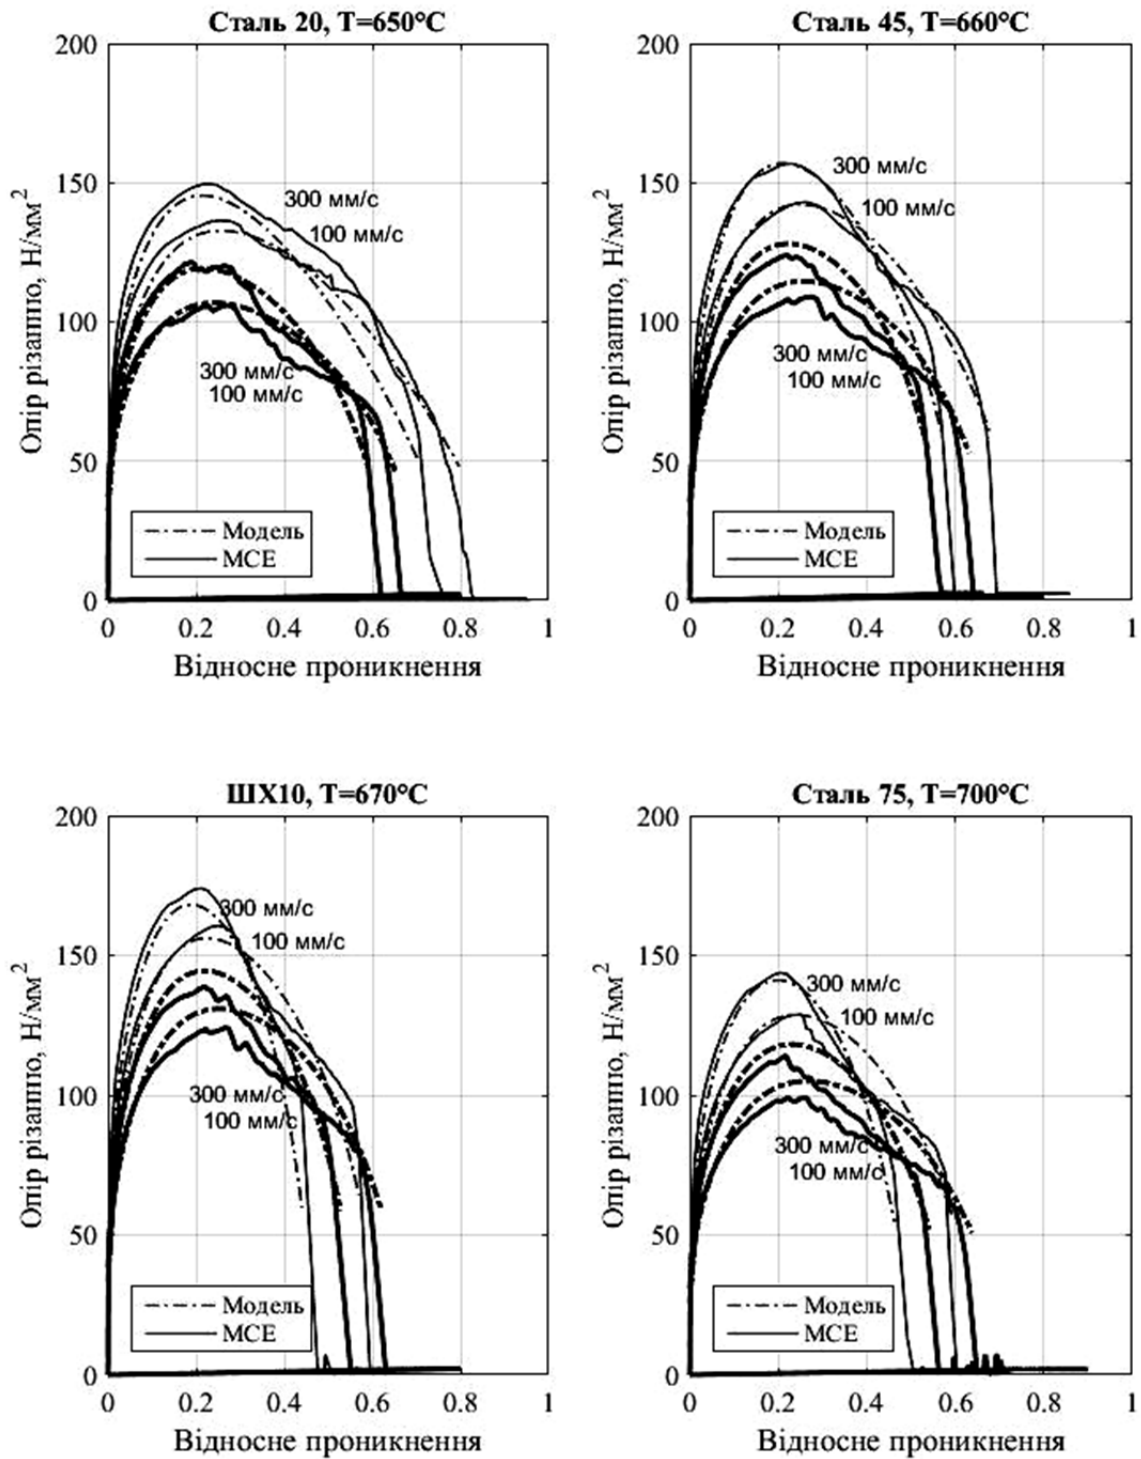 Сталь 20, T=650°C
200
150
100
50
0
Опір різанню, Н/мм2
300 мм/с
100 мм/с
300 мм/с
100 мм/с
Модель
МСЕ
0 0.2 0.4 0.6 0.8 1
Відносне проникнення
Сталь 45, T=660°C
200
150
100
50
0
Опір різанню, Н/мм2
300 мм/с
100 мм/с
300 мм/с
100 мм/с
Модель
МСЕ
0 0.2 0.4 0.6 0.8 1
Відносне проникнення
ШХ10, T=670°C
200
150
100
50
0
Опір різанню, Н/мм2
300 мм/с
100 мм/с
300 мм/с
100 мм/с
Модель
МСЕ
0 0.2 0.4 0.6 0.8 1
Відносне проникнення
Сталь 75, T=700°C
200
150
100
50
0
Опір різанню, Н/мм2
300 мм/с
100 мм/с
300 мм/с
100 мм/с
Модель
МСЕ
0 0.2 0.4 0.6 0.8 1
Відносне проникнення